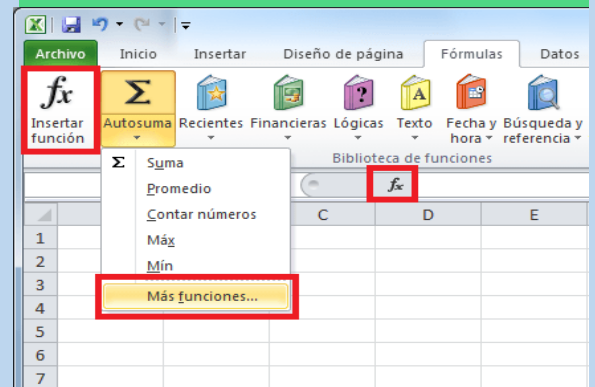 Archivo Inicio Insertar Diseño de página Fórmulas Datos
fx Σ ? A
Insertar función Autosuma Recientes Financieras Lógicas Texto Fecha y hora Búsqueda y referencia
Biblioteca de funciones
Σ Suma
Promedio
Contar números
Máx
Mín
Más funciones...
fx
C D E
1
2
3
4
5
6
7